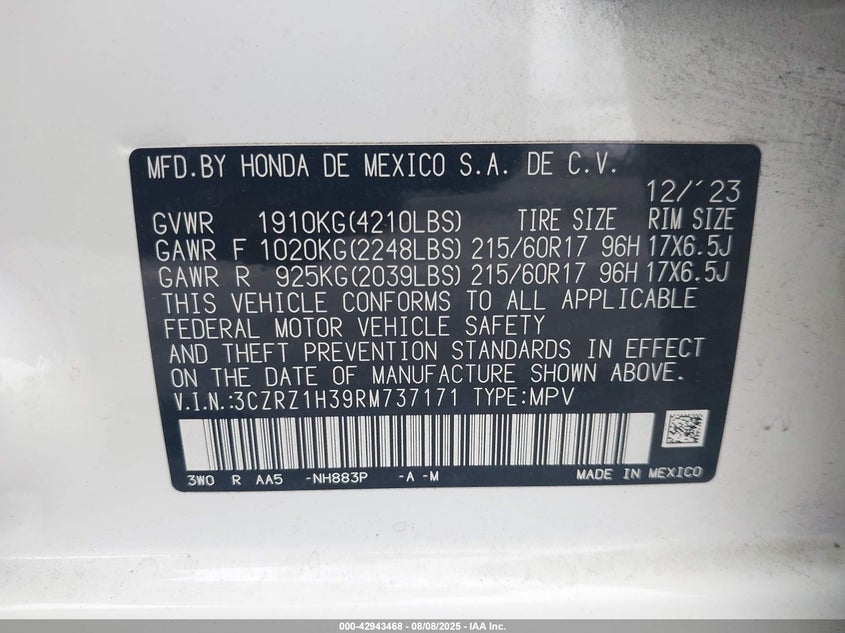 MFD.BY HONDA DE MEXICO S.A. DE C.V.
12/´23
GVWR 1910KG(4210LBS) TIRE SIZE RIM SIZE
GAWR F 1020KG(2248LBS) 215/60R17 96H 17X6.5J
GAWR R 925KG(2039LBS) 215/60R17 96H 17X6.5J
THIS VEHICLE CONFORMS TO ALL APPLICABLE
FEDERAL MOTOR VEHICLE SAFETY
AND THEFT PREVENTION STANDARDS IN EFFECT
ON THE DATE OF MANUFACTURE SHOWN ABOVE.
V.I.N.:3CZRZ1H39RM737171 TYPE:MPV
3W0 R AA5 -NH883P -A -M MADE IN MEXICO
000-42943468 - 08/08/2025 - IAA Inc.